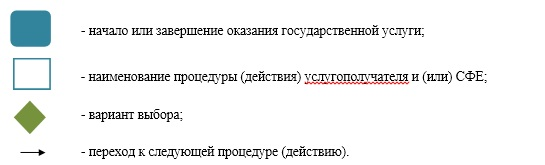 - начало или завершение оказания государственной услуги;
- наименование процедуры (действия) услугополучателя и (или) СФЕ;
- вариант выбора;
- переход к следующей процедуре (действию).